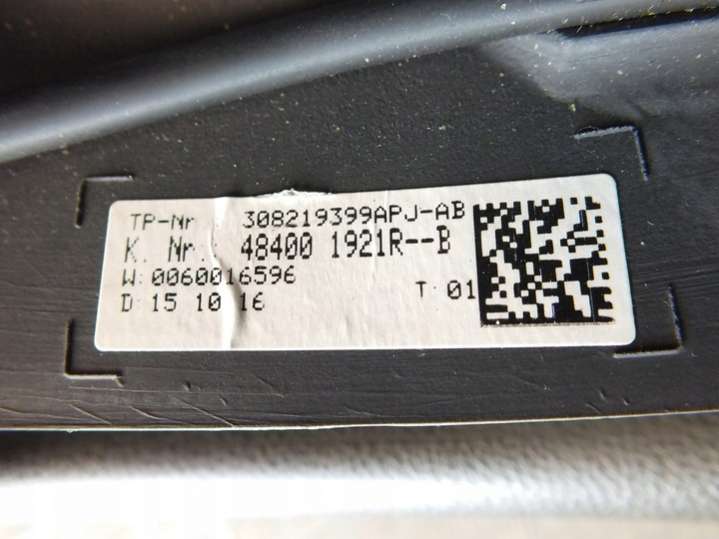 TP-Nr 308219399APJ-AB
K. Nr. 48400 1921R--B
W: 0060016596
D: 15 10 16 T: 01